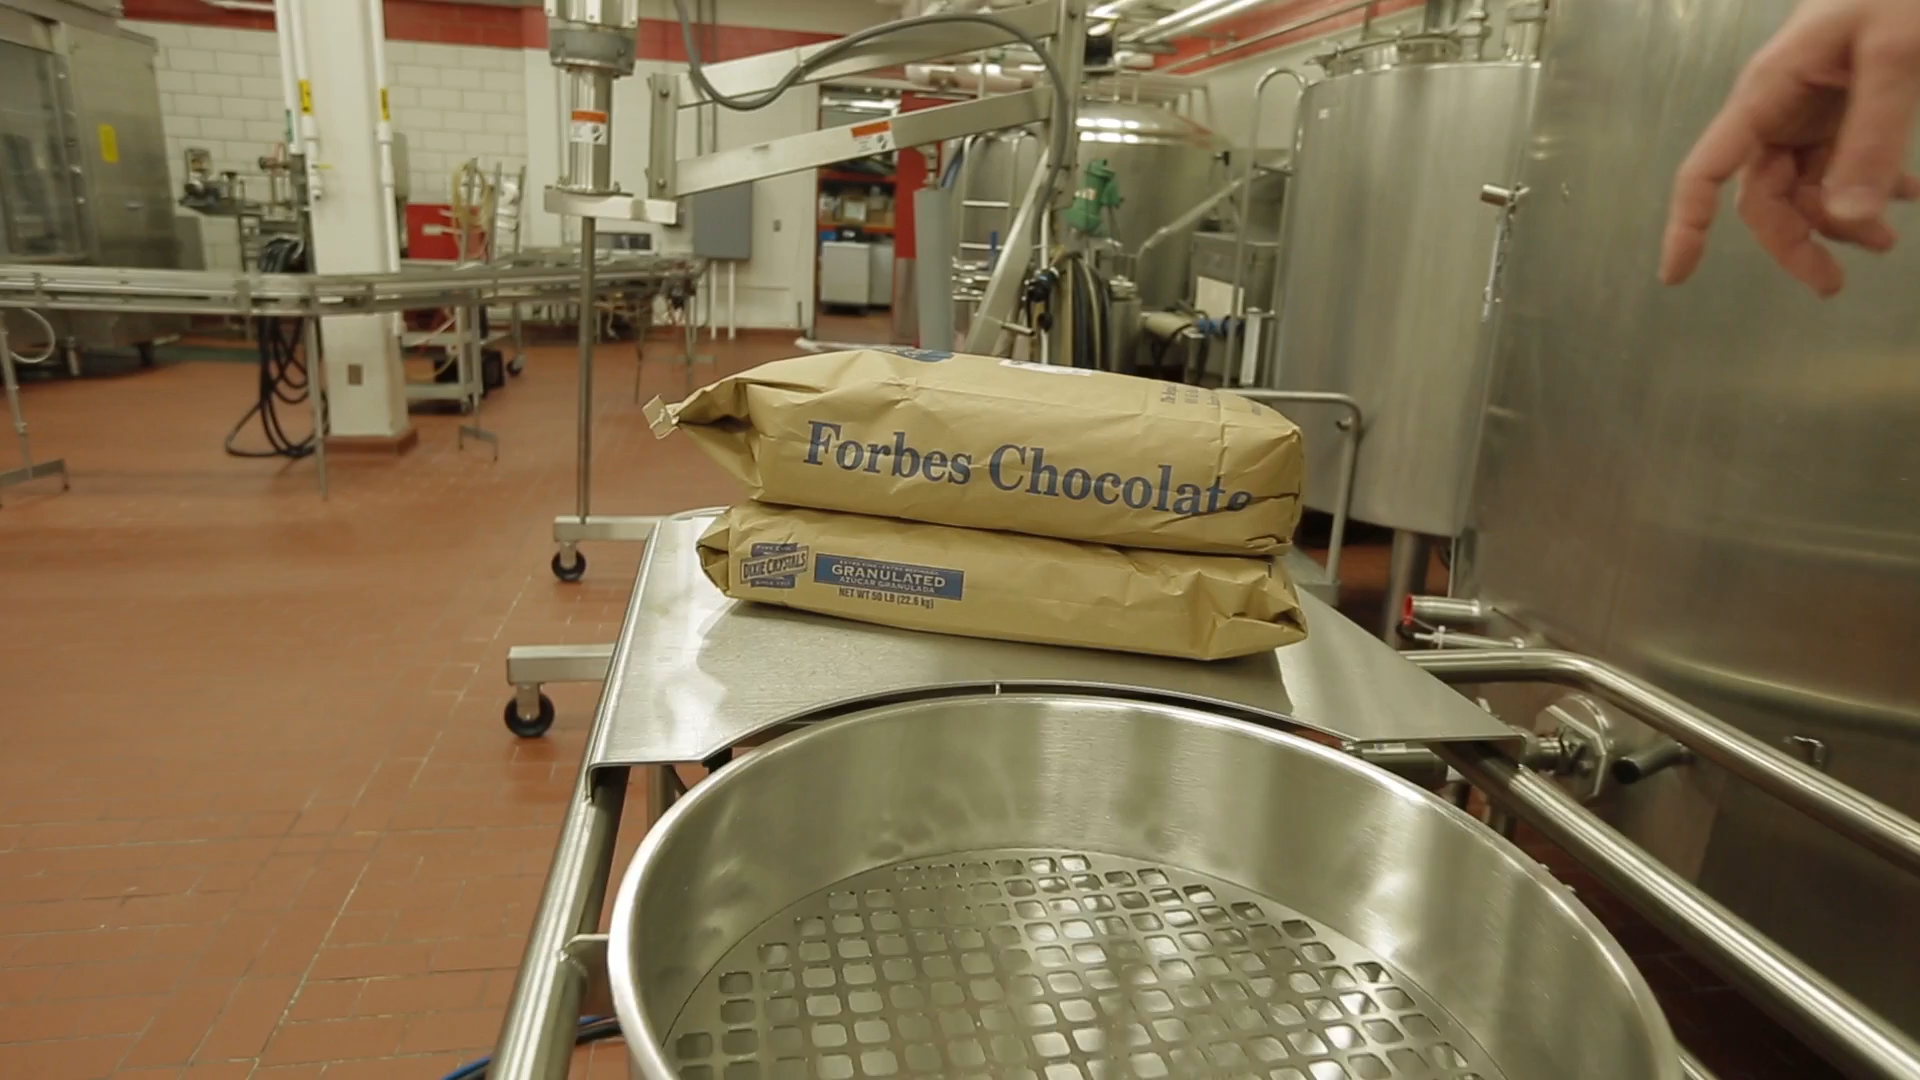 Forbes Chocolate
DIXIE CRYSTALS
GRANULATED
AZUCAR GRANULADA
NET WT 50 LB (22.6 kg)